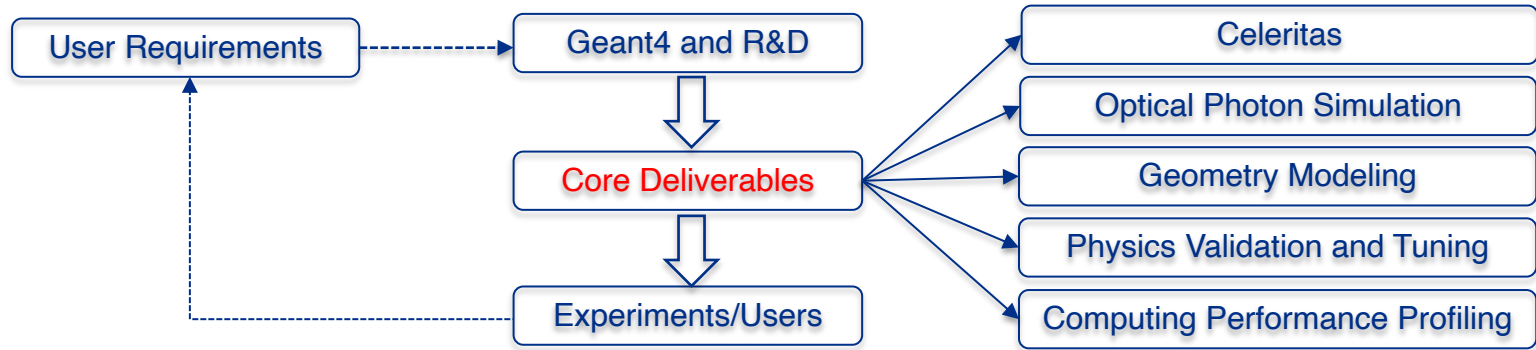 User Requirements
Geant4 and R&D
Core Deliverables
Experiments/Users
Celeritas
Optical Photon Simulation
Geometry Modeling
Physics Validation and Tuning
Computing Performance Profiling